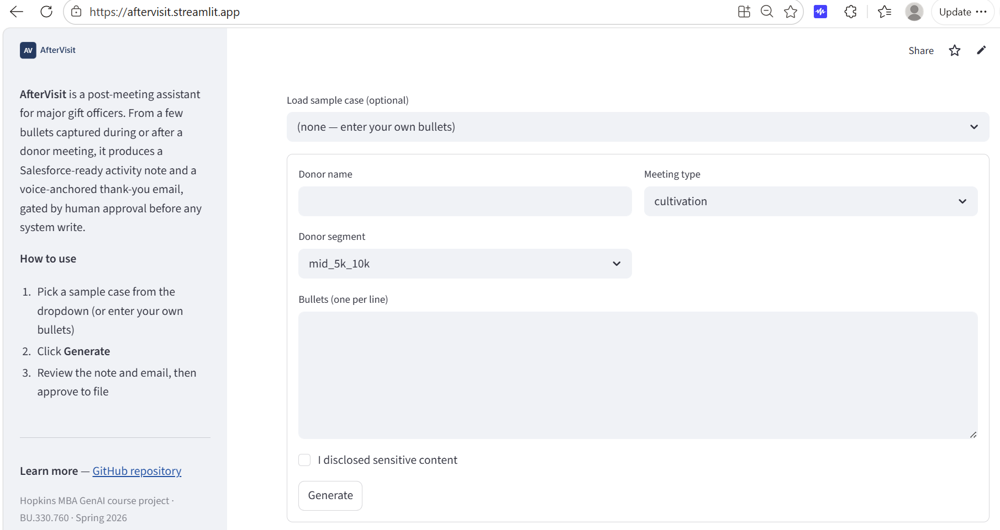 https://aftervisit.streamlit.app
Update
AV AfterVisit
Share
AfterVisit is a post-meeting assistant
for major gift officers. From a few
bullets captured during or after a
donor meeting, it produces a
Salesforce-ready activity note and a
voice-anchored thank-you email,
gated by human approval before any
system write.
How to use
1. Pick a sample case from the
dropdown (or enter your own
bullets)
2. Click Generate
3. Review the note and email, then
approve to file
Learn more — GitHub repository
Hopkins MBA GenAI course project ·
BU.330.760 · Spring 2026
Load sample case (optional)
(none — enter your own bullets)
Donor name
Meeting type
cultivation
Donor segment
mid_5k_10k
Bullets (one per line)
I disclosed sensitive content
Generate